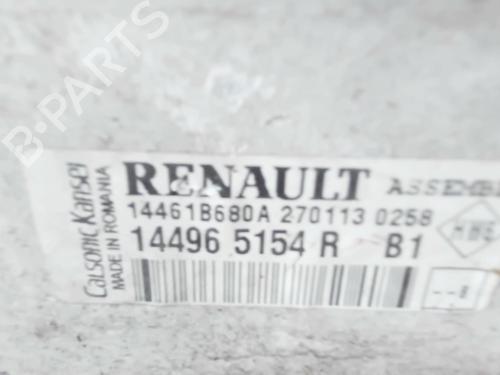 B-PARTS
RENAULT ASSEMB
14461B680A 270113 0258
14496 5154 R B1
Calsonic Kansei
MADE IN ROMANIA